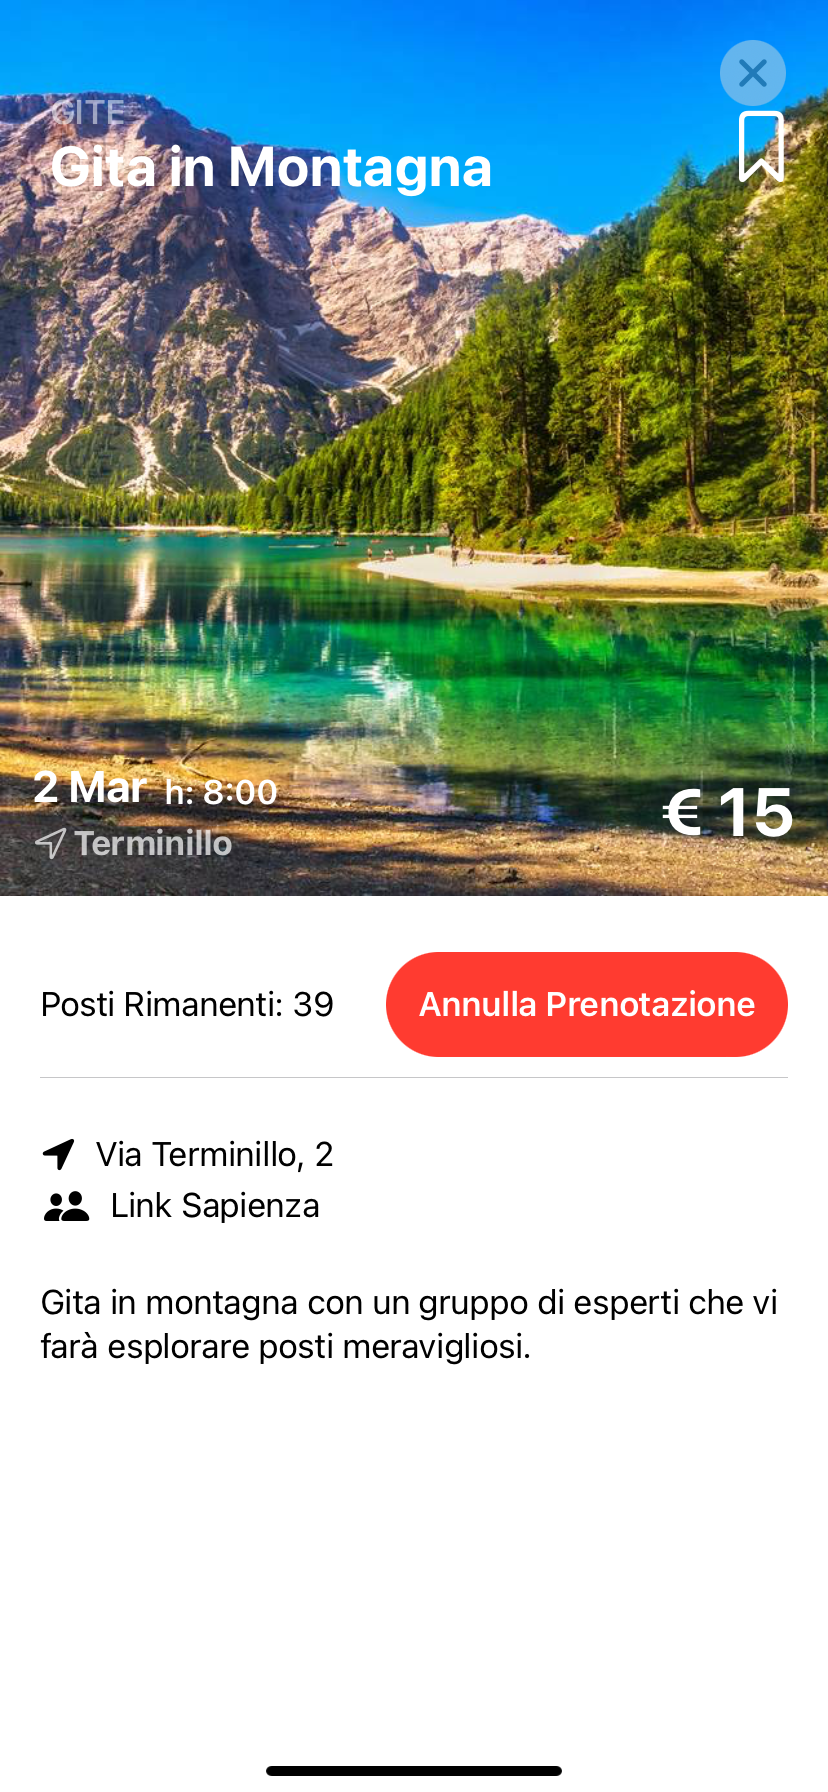 GITE
Gita in Montagna
2 Mar h: 8:00
€ 15
Terminillo
Posti Rimanenti: 39
Annulla Prenotazione
Via Terminillo, 2
Link Sapienza
Gita in montagna con un gruppo di esperti che vi
farà esplorare posti meravigliosi.